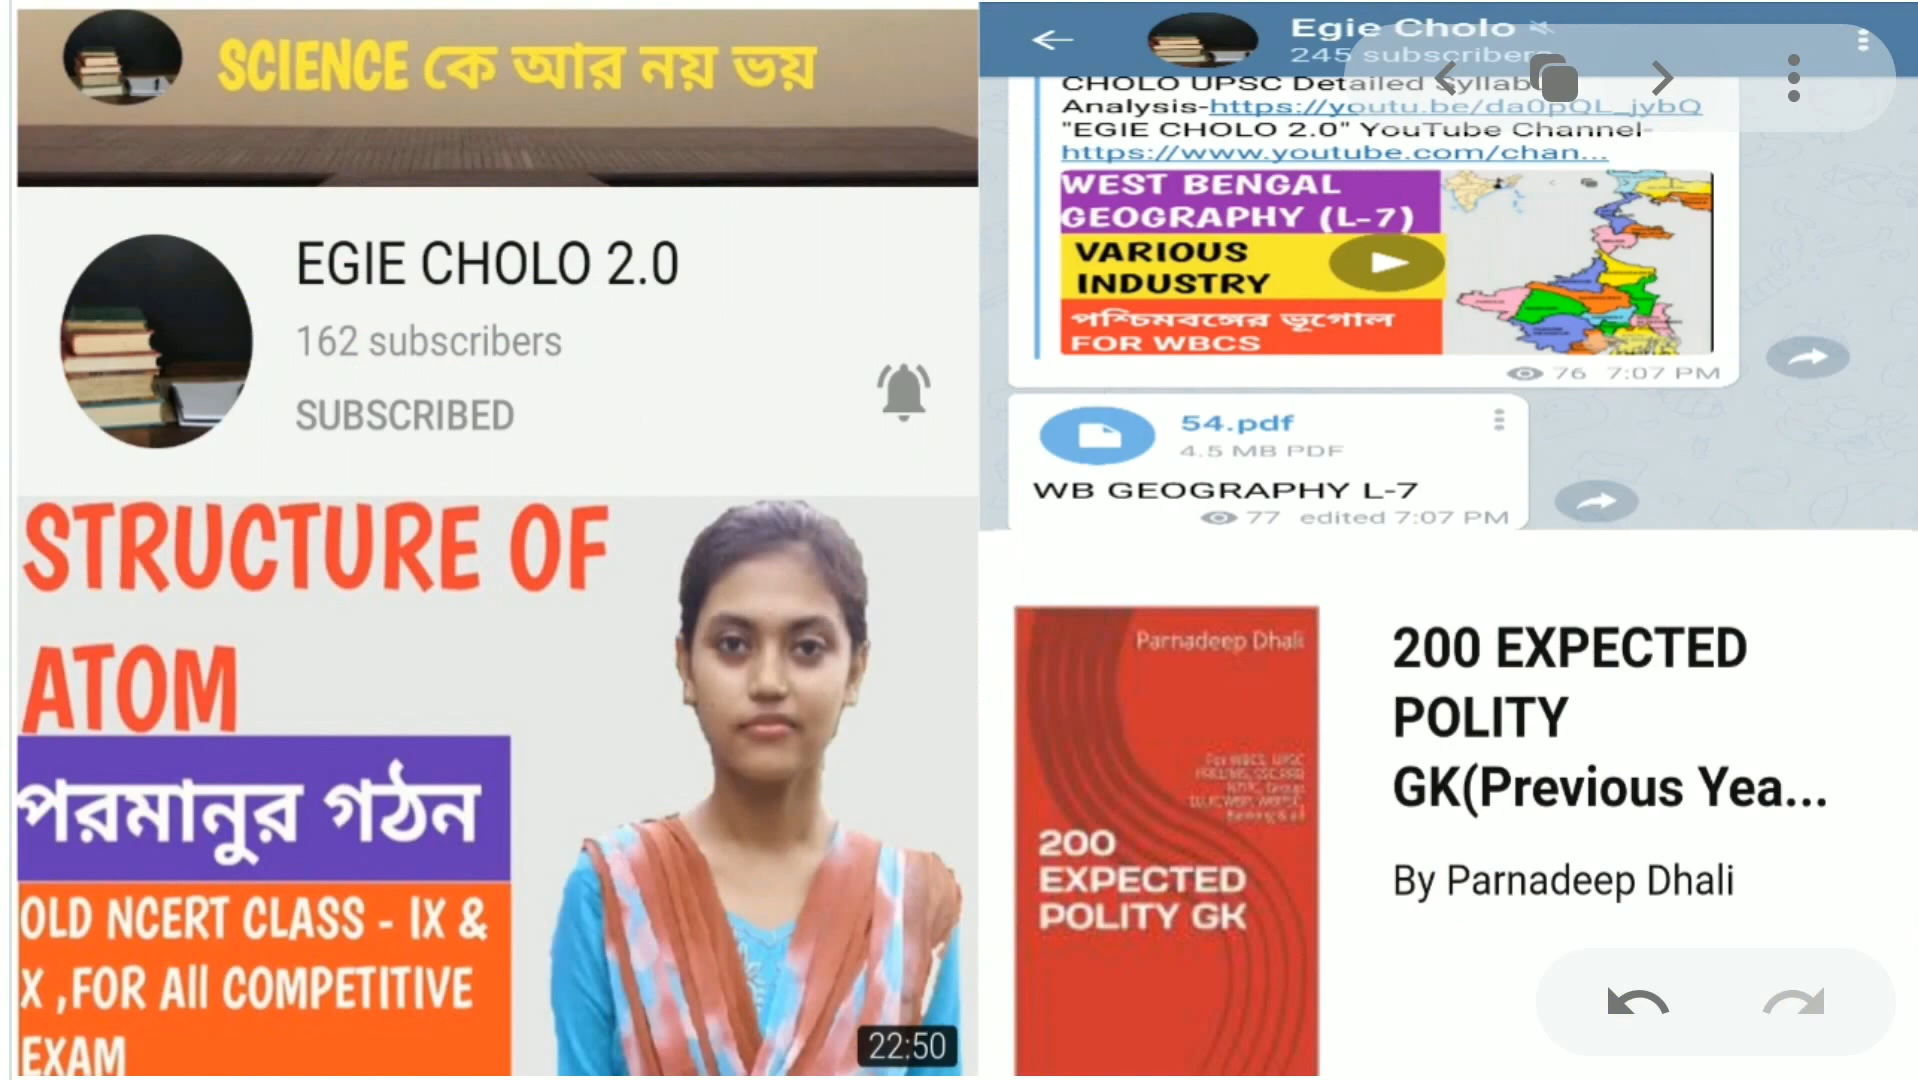 SCIENCE কে আর নয় ভয়
EGIE CHOLO 2.0
162 subscribers
SUBSCRIBED
STRUCTURE OF
ATOM
পরমানুর গঠন
OLD NCERT CLASS - IX &
X ,FOR All COMPETITIVE
EXAM
22:50
Egie Cholo
245 subscribers
CHOLO UPSC Detailed Syllab
Analysis-https://youtu.be/da0pQL_jybQ
"EGIE CHOLO 2.0" YouTube Channel-
https://www.youtube.com/chan...
WEST BENGAL
GEOGRAPHY (L-7)
VARIOUS
INDUSTRY
পশ্চিমবঙ্গের ভূগোল
FOR WBCS
76 7:07 PM
54.pdf
4.5 MB PDF
WB GEOGRAPHY L-7
77 edited 7:07 PM
Parnadeep Dhali
For WBCS, UPSC
200
EXPECTED
POLITY GK
200 EXPECTED
POLITY
GK(Previous Yea...
By Parnadeep Dhali